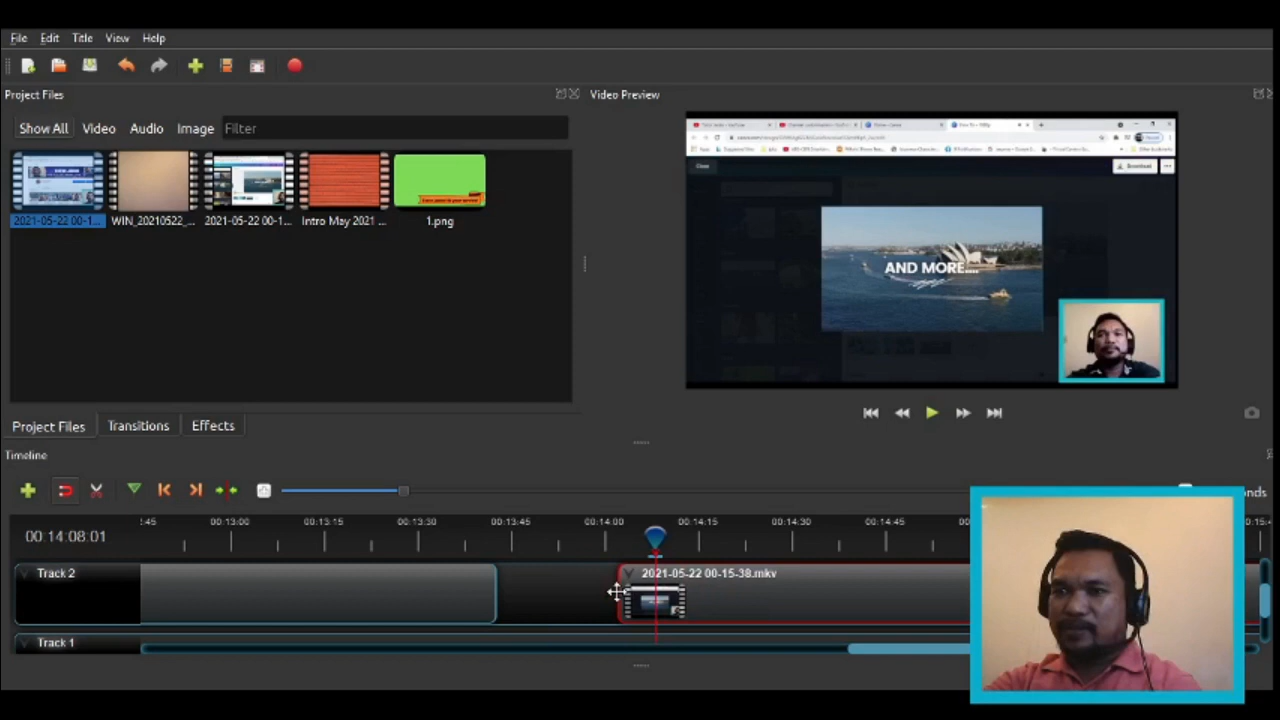 File Edit Title View Help
Project Files
Video Preview
Show All Video Audio Image Filter
2021-05-22 00-1... WIN_20210522_... 2021-05-22 00-1... Intro May 2021 ... 1.png
Download
AND MORE....
Project Files Transitions Effects
Timeline
00:14:08:01
:45 00:13:00 00:13:15 00:13:30 00:13:45 00:14:00 00:14:15 00:14:30 00:14:45
Track 2
2021-05-22 00-15-38.mkv
Track 1